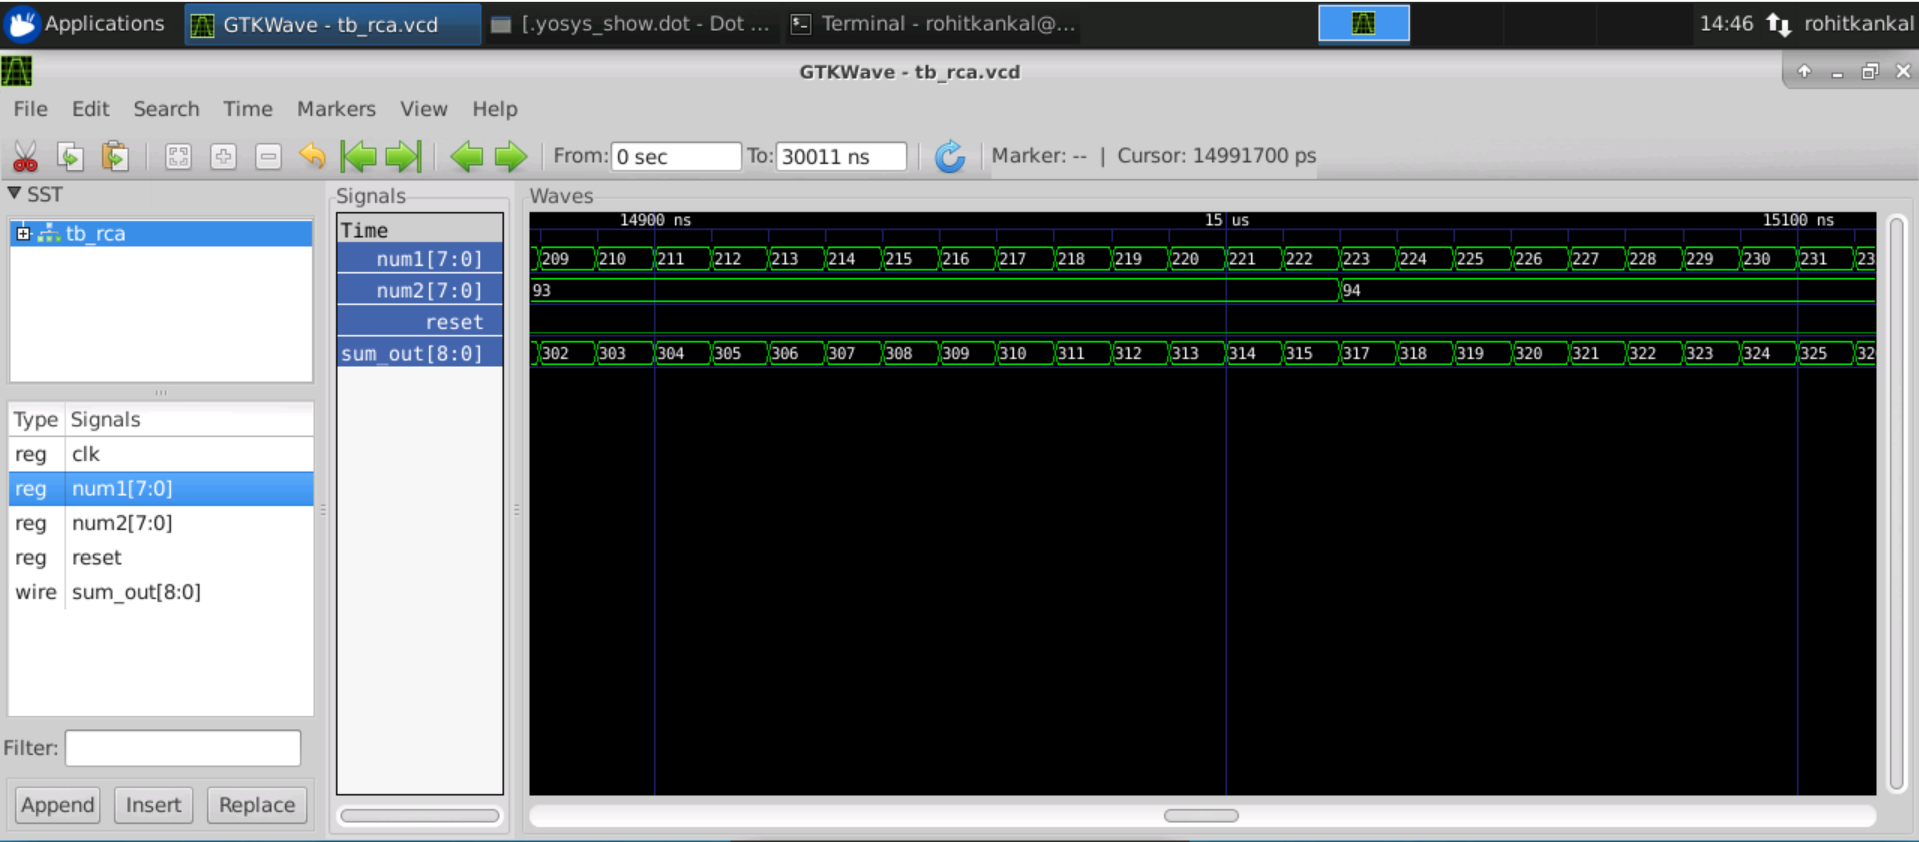 Applications GTKWave - tb_rca.vcd [.yosys_show.dot - Dot ... Terminal - rohitkankal@... 14:46 rohitkankal
GTKWave - tb_rca.vcd
File Edit Search Time Markers View Help
From: 0 sec To: 30011 ns Marker: -- | Cursor: 14991700 ps
SST
tb_rca
Type Signals
reg clk
reg num1[7:0]
reg num2[7:0]
reg reset
wire sum_out[8:0]
Filter:
Append Insert Replace
Signals
Time
num1[7:0]
num2[7:0]
reset
sum_out[8:0]
Waves
14900 ns 15 us 15100 ns
209 210 211 212 213 214 215 216 217 218 219 220 221 222 223 224 225 226 227 228 229 230 231 23
93 94
302 303 304 305 306 307 308 309 310 311 312 313 314 315 317 318 319 320 321 322 323 324 325 32